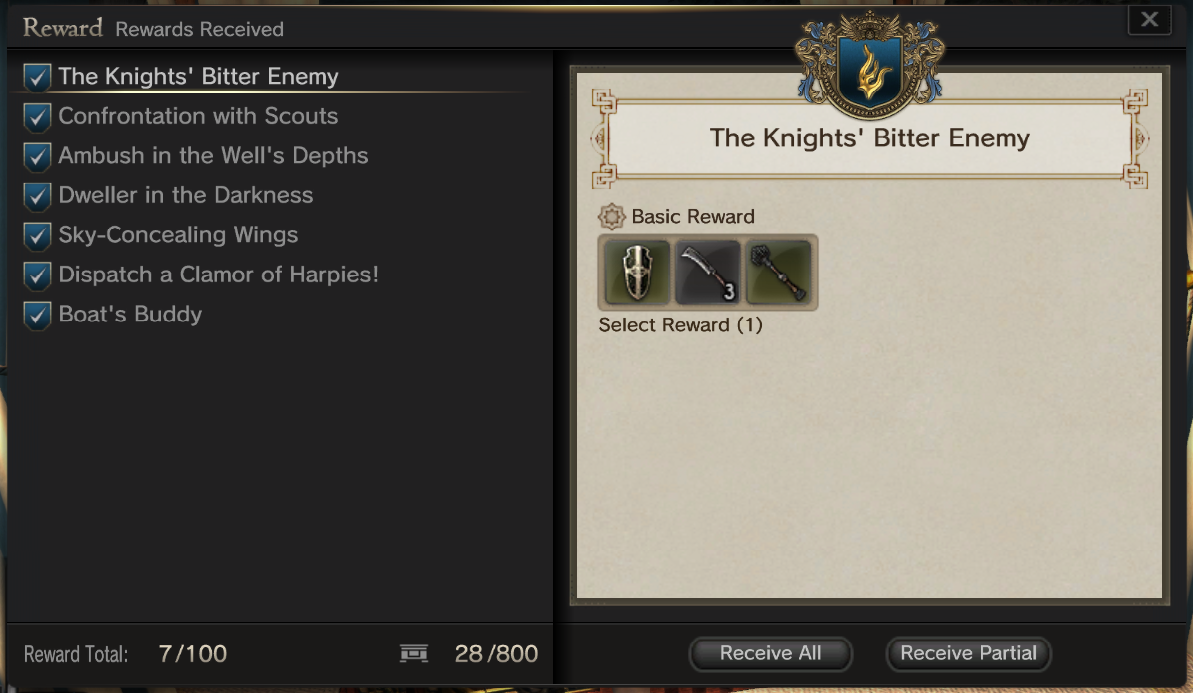 Reward Rewards Received
The Knights' Bitter Enemy
Confrontation with Scouts
Ambush in the Well's Depths
Dweller in the Darkness
Sky-Concealing Wings
Dispatch a Clamor of Harpies!
Boat's Buddy
Reward Total: 7/100 28/800
The Knights' Bitter Enemy
Basic Reward
3
Select Reward (1)
Receive All Receive Partial